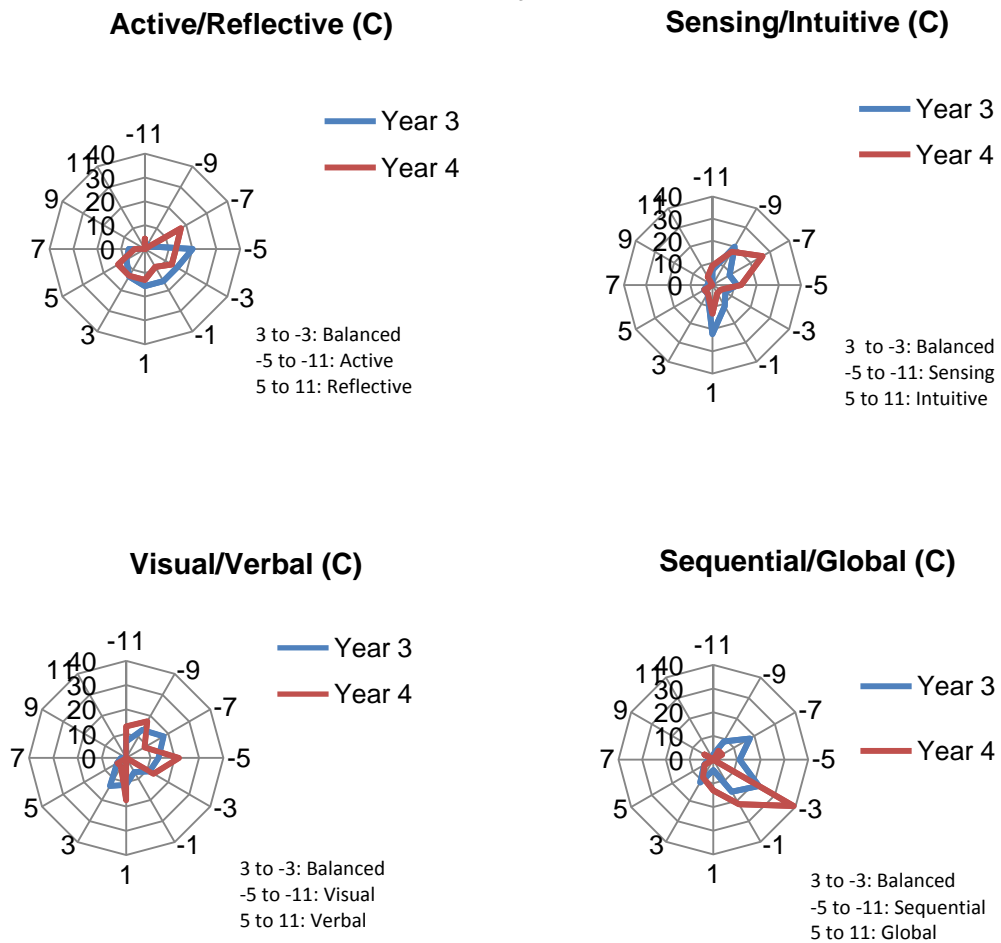 Active/Reflective (C)
Year 3
Year 4
-11
-9
-7
-5
-3
-1
1
3
5
7
9
11
40
30
20
10
0
3 to -3: Balanced
-5 to -11: Active
5 to 11: Reflective
Sensing/Intuitive (C)
Year 3
Year 4
-11
-9
-7
-5
-3
-1
1
3
5
7
9
11
40
30
20
10
0
3 to -3: Balanced
-5 to -11: Sensing
5 to 11: Intuitive
Visual/Verbal (C)
Year 3
Year 4
-11
-9
-7
-5
-3
-1
1
3
5
7
9
11
40
30
20
10
0
3 to -3: Balanced
-5 to -11: Visual
5 to 11: Verbal
Sequential/Global (C)
Year 3
Year 4
-11
-9
-7
-5
-3
-1
1
3
5
7
9
11
40
30
20
10
0
3 to -3: Balanced
-5 to -11: Sequential
5 to 11: Global